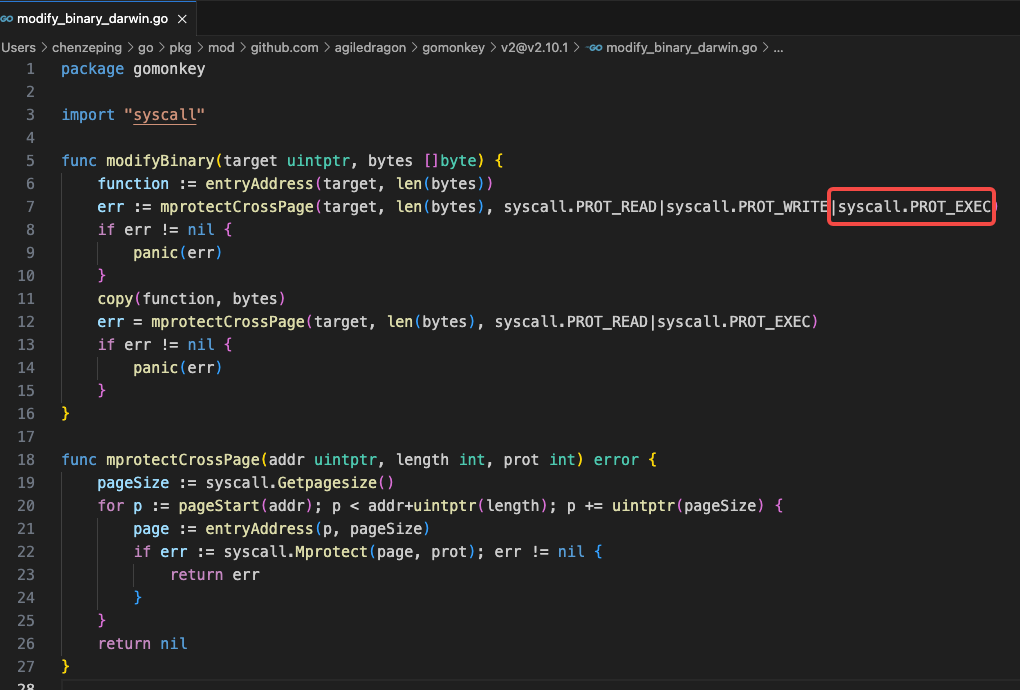 modify_binary_darwin.go
Users > chenzeping > go > pkg > mod > github.com > agiledragon > gomonkey > v2@v2.10.1 > modify_binary_darwin.go > ...
1 package gomonkey
2
3 import "syscall"
4
5 func modifyBinary(target uintptr, bytes []byte) {
6 function := entryAddress(target, len(bytes))
7 err := mprotectCrossPage(target, len(bytes), syscall.PROT_READ|syscall.PROT_WRITE|syscall.PROT_EXEC)
8 if err != nil {
9 panic(err)
10 }
11 copy(function, bytes)
12 err = mprotectCrossPage(target, len(bytes), syscall.PROT_READ|syscall.PROT_EXEC)
13 if err != nil {
14 panic(err)
15 }
16 }
17
18 func mprotectCrossPage(addr uintptr, length int, prot int) error {
19 pageSize := syscall.Getpagesize()
20 for p := pageStart(addr); p < addr+uintptr(length); p += uintptr(pageSize) {
21 page := entryAddress(p, pageSize)
22 if err := syscall.Mprotect(page, prot); err != nil {
23 return err
24 }
25 }
26 return nil
27 }
28